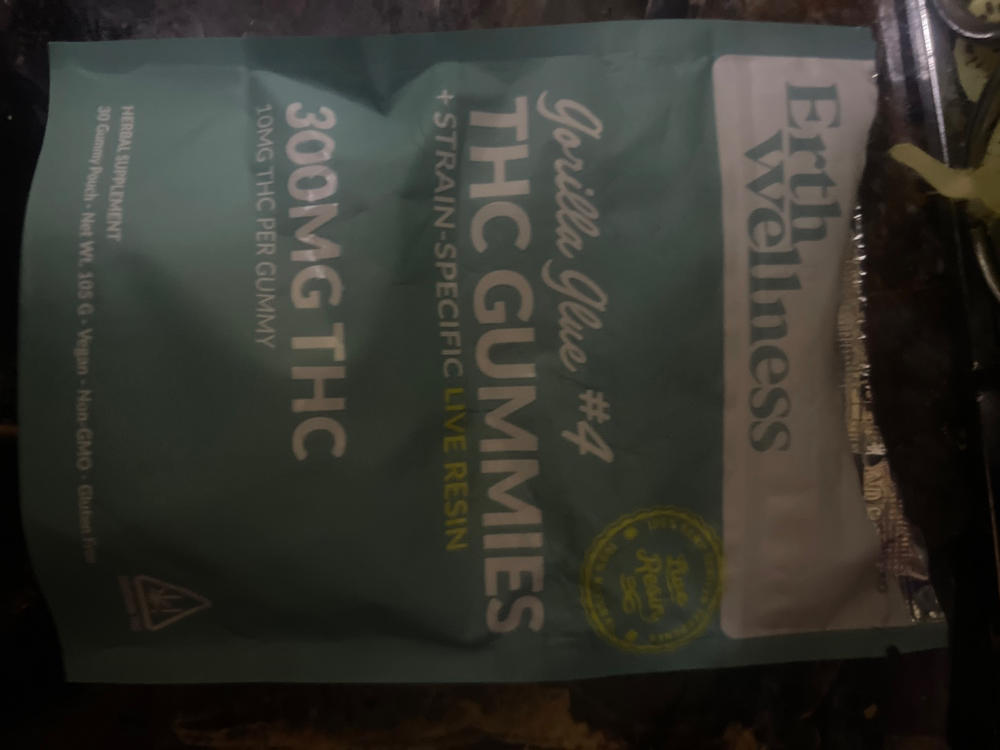 Erth
Wellness
Gorilla Glue #4
THC GUMMIES
+ STRAIN-SPECIFIC LIVE RESIN
300MG THC
10MG THC PER GUMMY
HERBAL SUPPLEMENT
30 Gummy Pouch - Net Wt. 105 G - Vegan - Non-GMO - Gluten Free